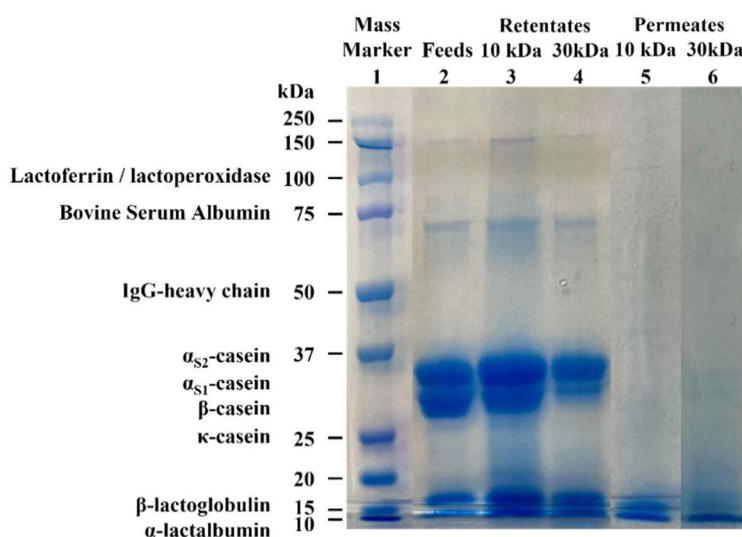 Mass Marker Feeds Retentates Permeates
10 kDa 30kDa 10 kDa 30kDa
1 2 3 4 5 6
kDa
250
150
Lactoferrin / lactoperoxidase 100
Bovine Serum Albumin 75
IgG-heavy chain 50
αS2-casein 37
αS1-casein
β-casein
κ-casein 25
20
β-lactoglobulin 15
α-lactalbumin 10